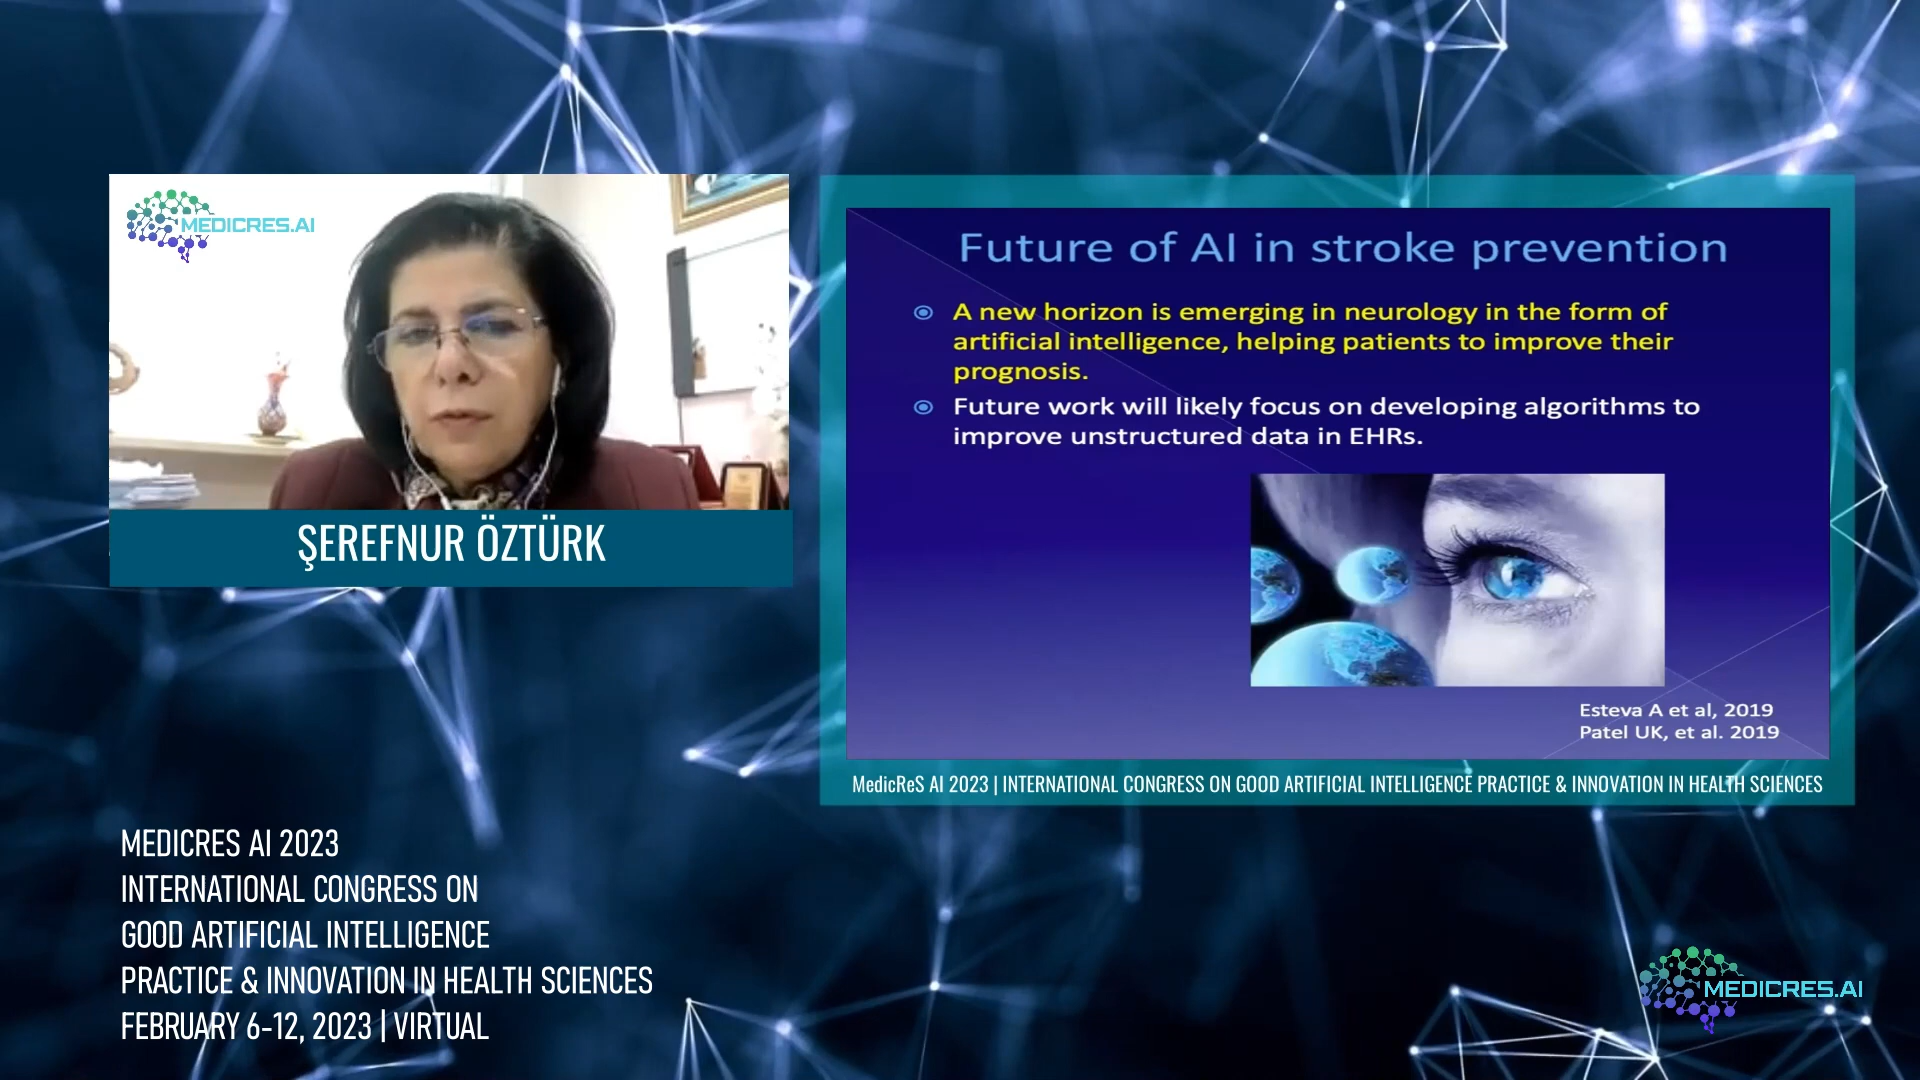 MEDICRES.AI
ŞEREFNUR ÖZTÜRK
Future of AI in stroke prevention
A new horizon is emerging in neurology in the form of
artificial intelligence, helping patients to improve their
prognosis.
Future work will likely focus on developing algorithms to
improve unstructured data in EHRs.
Esteva A et al, 2019
Patel UK, et al. 2019
MedicReS AI 2023 | INTERNATIONAL CONGRESS ON GOOD ARTIFICIAL INTELLIGENCE PRACTICE & INNOVATION IN HEALTH SCIENCES
MEDICRES AI 2023
INTERNATIONAL CONGRESS ON
GOOD ARTIFICIAL INTELLIGENCE
PRACTICE & INNOVATION IN HEALTH SCIENCES
FEBRUARY 6-12, 2023 | VIRTUAL
MEDICRES.AI